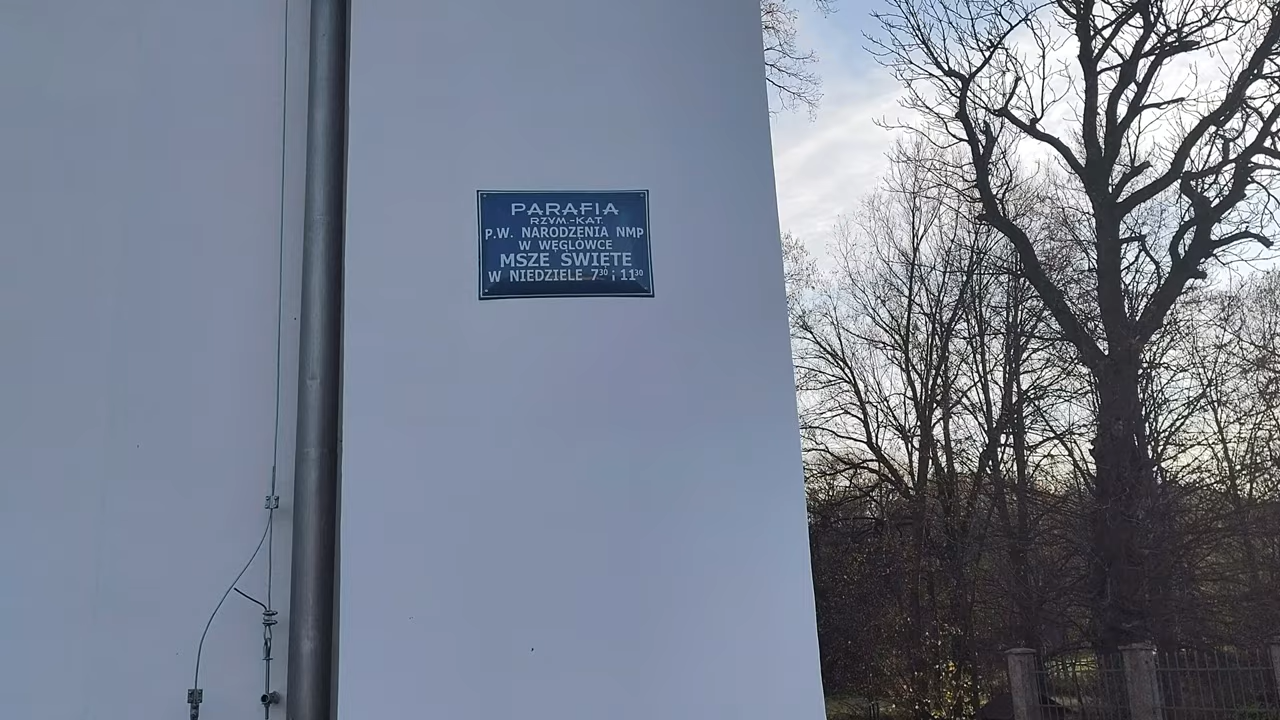 PARAFIA
RZYM.-KAT.
P.W. NARODZENIA NMP
W WĘGLÓWCE
MSZE ŚWIĘTE
W NIEDZIELE 7³⁰ i 11³⁰